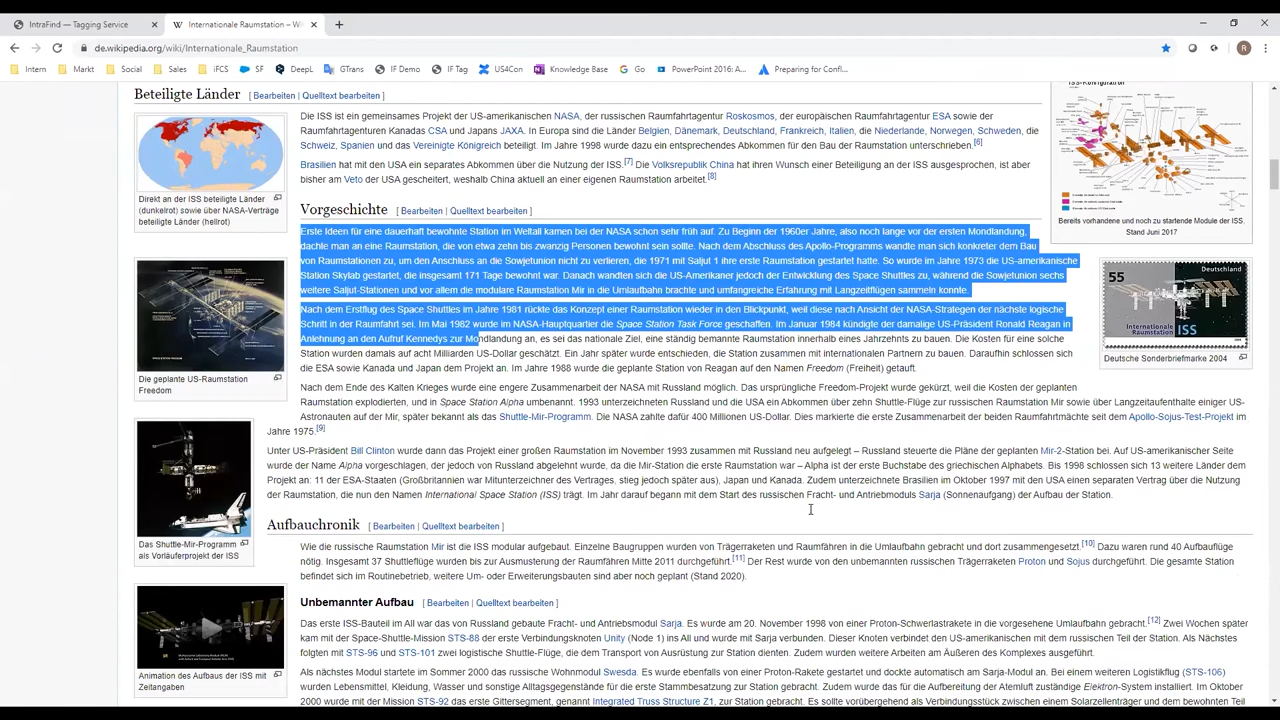 IntraFind — Tagging Service
Internationale Raumstation – Wi
de.wikipedia.org/wiki/Internationale_Raumstation
R
Intern Markt Social Sales iFCS SF DeepL GTrans IF Demo IF Tag US4Con Knowledge Base Go PowerPoint 2016: A... Preparing for Confl...
Beteiligte Länder [ Bearbeiten | Quelltext bearbeiten ]
Direkt an der ISS beteiligte Länder
(dunkelrot) sowie über NASA-Verträge
beteiligte Länder (hellrot)
Die ISS ist ein gemeinsames Projekt der US-amerikanischen NASA, der russischen Raumfahrtagentur Roskosmos, der europäischen Raumfahrtagentur ESA sowie der
Raumfahrtagenturen Kanadas CSA und Japans JAXA. In Europa sind die Länder Belgien, Dänemark, Deutschland, Frankreich, Italien, die Niederlande, Norwegen, Schweden, die
Schweiz, Spanien und das Vereinigte Königreich beteiligt. Im Jahre 1998 wurde ein entsprechendes Abkommen für den Bau der Raumstation unterschrieben.[6]
Brasilien hat mit den USA ein separates Abkommen über die Nutzung der ISS.[7] Die Volksrepublik China hat ihren Wunsch einer Beteiligung an der ISS ausgesprochen, ist aber
bisher am Veto der USA gescheitert, weshalb China aktuell an einer eigenen Raumstation arbeitet.[8]
ISS-Konfiguration
Bereits vorhandene und noch zu startende Module der ISS.
Stand Juni 2017
Vorgeschichte [ Bearbeiten | Quelltext bearbeiten ]
Erste Ideen für eine dauerhaft bewohnte Station im Weltall kamen bei der NASA schon sehr früh auf. Zu Beginn der 1960er Jahre, also noch lange vor der ersten Mondlandung,
dachte man an eine Raumstation, die von etwa zehn bis zwanzig Personen bewohnt sein sollte. Nach dem Abschluss des Apollo-Programms wandte man sich konkreter dem Bau
von Raumstationen zu, um den Anschluss an die Sowjetunion nicht zu verlieren, die 1971 mit Saljut 1 ihre erste Raumstation gestartet hatte. So wurde im Jahre 1973 die US-amerikanische
Station Skylab gestartet, die insgesamt 171 Tage bewohnt war. Danach wandten sich die US-Amerikaner jedoch der Entwicklung des Space Shuttles zu, während die Sowjetunion sechs
weitere Saljut-Stationen und vor allem die modulare Raumstation Mir in die Umlaufbahn brachte und umfangreiche Erfahrung mit Langzeitflügen sammeln konnte.
Die geplante US-Raumstation
Freedom
55 Deutschland
Internationale
Raumstation ISS
Deutsche Sonderbriefmarke 2004
Nach dem Erstflug des Space Shuttles im Jahre 1981 rückte das Konzept einer Raumstation wieder in den Blickpunkt, weil diese nach Ansicht der NASA-Strategen der nächste logische
Schritt in der Raumfahrt sei. Im Mai 1982 wurde im NASA-Hauptquartier die Space Station Task Force geschaffen. Im Januar 1984 kündigte der damalige US-Präsident Ronald Reagan in
Anlehnung an den Aufruf Kennedys zur Mondlandung an, es sei das nationale Ziel, eine ständig bemannte Raumstation innerhalb eines Jahrzehnts zu bauen. Die Kosten für eine solche
Station wurden damals auf acht Milliarden US-Dollar geschätzt. Ein Jahr später wurde entschieden, die Station zusammen mit internationalen Partnern zu bauen. Daraufhin schlossen sich
die ESA sowie Kanada und Japan dem Projekt an. Im Jahre 1988 wurde die geplante Station von Reagan auf den Namen Freedom (Freiheit) getauft.
Nach dem Ende des Kalten Krieges wurde eine engere Zusammenarbeit der NASA mit Russland möglich. Das ursprüngliche Freedom-Projekt wurde gekürzt, weil die Kosten der geplanten
Raumstation explodierten, und in Space Station Alpha umbenannt. 1993 unterzeichneten Russland und die USA ein Abkommen über zehn Shuttle-Flüge zur russischen Raumstation Mir sowie über Langzeitaufenthalte einiger US-
Astronauten auf der Mir, später bekannt als das Shuttle-Mir-Programm. Die NASA zahlte dafür 400 Millionen US-Dollar. Dies markierte die erste Zusammenarbeit der beiden Raumfahrtmächte seit dem Apollo-Sojus-Test-Projekt im
Jahre 1975.[9]
Unter US-Präsident Bill Clinton wurde dann das Projekt einer großen Raumstation im November 1993 zusammen mit Russland neu aufgelegt – Russland steuerte die Pläne der geplanten Mir-2-Station bei. Auf US-amerikanischer Seite
wurde der Name Alpha vorgeschlagen, der jedoch von Russland abgelehnt wurde, da die Mir-Station die erste Raumstation war – Alpha ist der erste Buchstabe des griechischen Alphabets. Bis 1998 schlossen sich 13 weitere Länder dem
Projekt an: 11 der ESA-Staaten (Großbritannien war Mitunterzeichner des Vertrages, stieg jedoch später aus), Japan und Kanada. Zudem unterzeichnete Brasilien im Oktober 1997 mit den USA einen separaten Vertrag über die Nutzung
der Raumstation, die nun den Namen International Space Station (ISS) trägt. Im Jahr darauf begann mit dem Start des russischen Fracht- und Antriebmoduls Sarja (Sonnenaufgang) der Aufbau der Station.
Das Shuttle-Mir-Programm
als Vorläuferprojekt der ISS
Aufbauchronik [ Bearbeiten | Quelltext bearbeiten ]
Wie die russische Raumstation Mir ist die ISS modular aufgebaut. Einzelne Baugruppen wurden von Trägerraketen und Raumfähren in die Umlaufbahn gebracht und dort zusammengesetzt.[10] Dazu waren rund 40 Aufbauflüge
nötig. Insgesamt 37 Shuttleflüge wurden bis zur Ausmusterung der Raumfähren Mitte 2011 durchgeführt.[11] Der Rest wurde von den unbemannten russischen Trägerraketen Proton und Sojus durchgeführt. Die gesamte Station
befindet sich im Routinebetrieb, weitere Um- oder Erweiterungsbauten sind aber noch geplant (Stand 2020).
Unbemannter Aufbau [ Bearbeiten | Quelltext bearbeiten ]
Das erste ISS-Bauteil im All war das von Russland gebaute Fracht- und Antriebsmodul Sarja. Es wurde am 20. November 1998 von einer Proton-Schwerlastrakete in die vorgesehene Umlaufbahn gebracht.[12] Zwei Wochen später
kam mit der Space-Shuttle-Mission STS-88 der erste Verbindungsknoten Unity (Node 1) ins All und wurde mit Sarja verbunden. Dieser Knoten verbindet den US-amerikanischen mit dem russischen Teil der Station. Als Nächstes
folgten mit STS-96 und STS-101 zwei logistische Shuttle-Flüge, die dem Transport von Ausrüstung zur Station dienten. Zudem wurden weitere Arbeiten am Äußeren des Komplexes ausgeführt.
Animation des Aufbaus der ISS mit
Zeitangaben
Als nächstes Modul startete im Sommer 2000 das russische Wohnmodul Swesda. Es wurde ebenfalls von einer Proton-Rakete gestartet und dockte automatisch am Sarja-Modul an. Bei einem weiteren Logistikflug (STS-106)
wurden Lebensmittel, Kleidung, Wasser und sonstige Alltagsgegenstände für die erste Stammbesatzung zur Station gebracht. Zudem wurde das für die Aufbereitung der Atemluft zuständige Elektron-System installiert. Im Oktober
2000 wurde mit der Mission STS-92 das erste Gitterelement, genannt Integrated Truss Structure Z1, zur Station gebracht. Es sollte vorübergehend als Verbindungsstück zwischen einem Solarzellenträger und dem bewohnten Teil